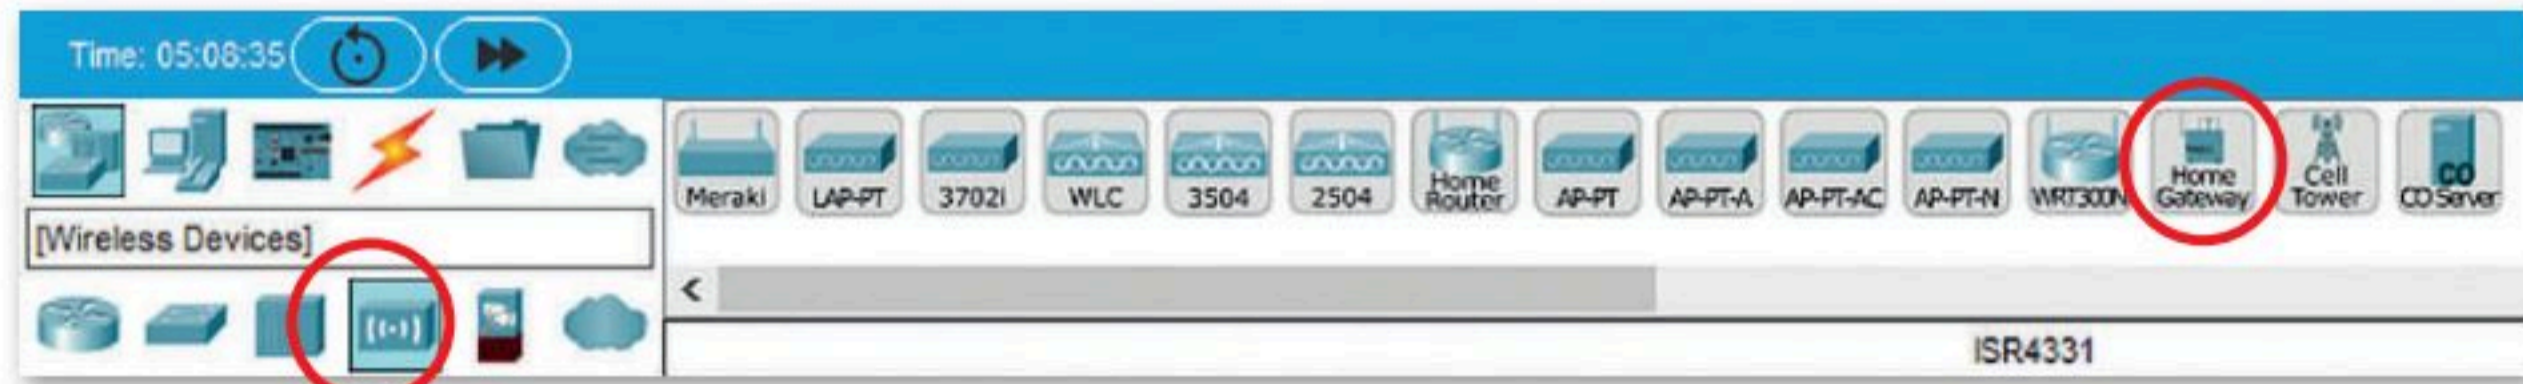 Time: 05:08:35
[Wireless Devices]
Meraki
LAP-PT
3702i
WLC
3504
2504
Home
Router
AP-PT
AP-PT-A
AP-PT-AC
AP-PT-N
WRT300N
Home
Gateway
Cell
Tower
CO
CO Server
ISR4331